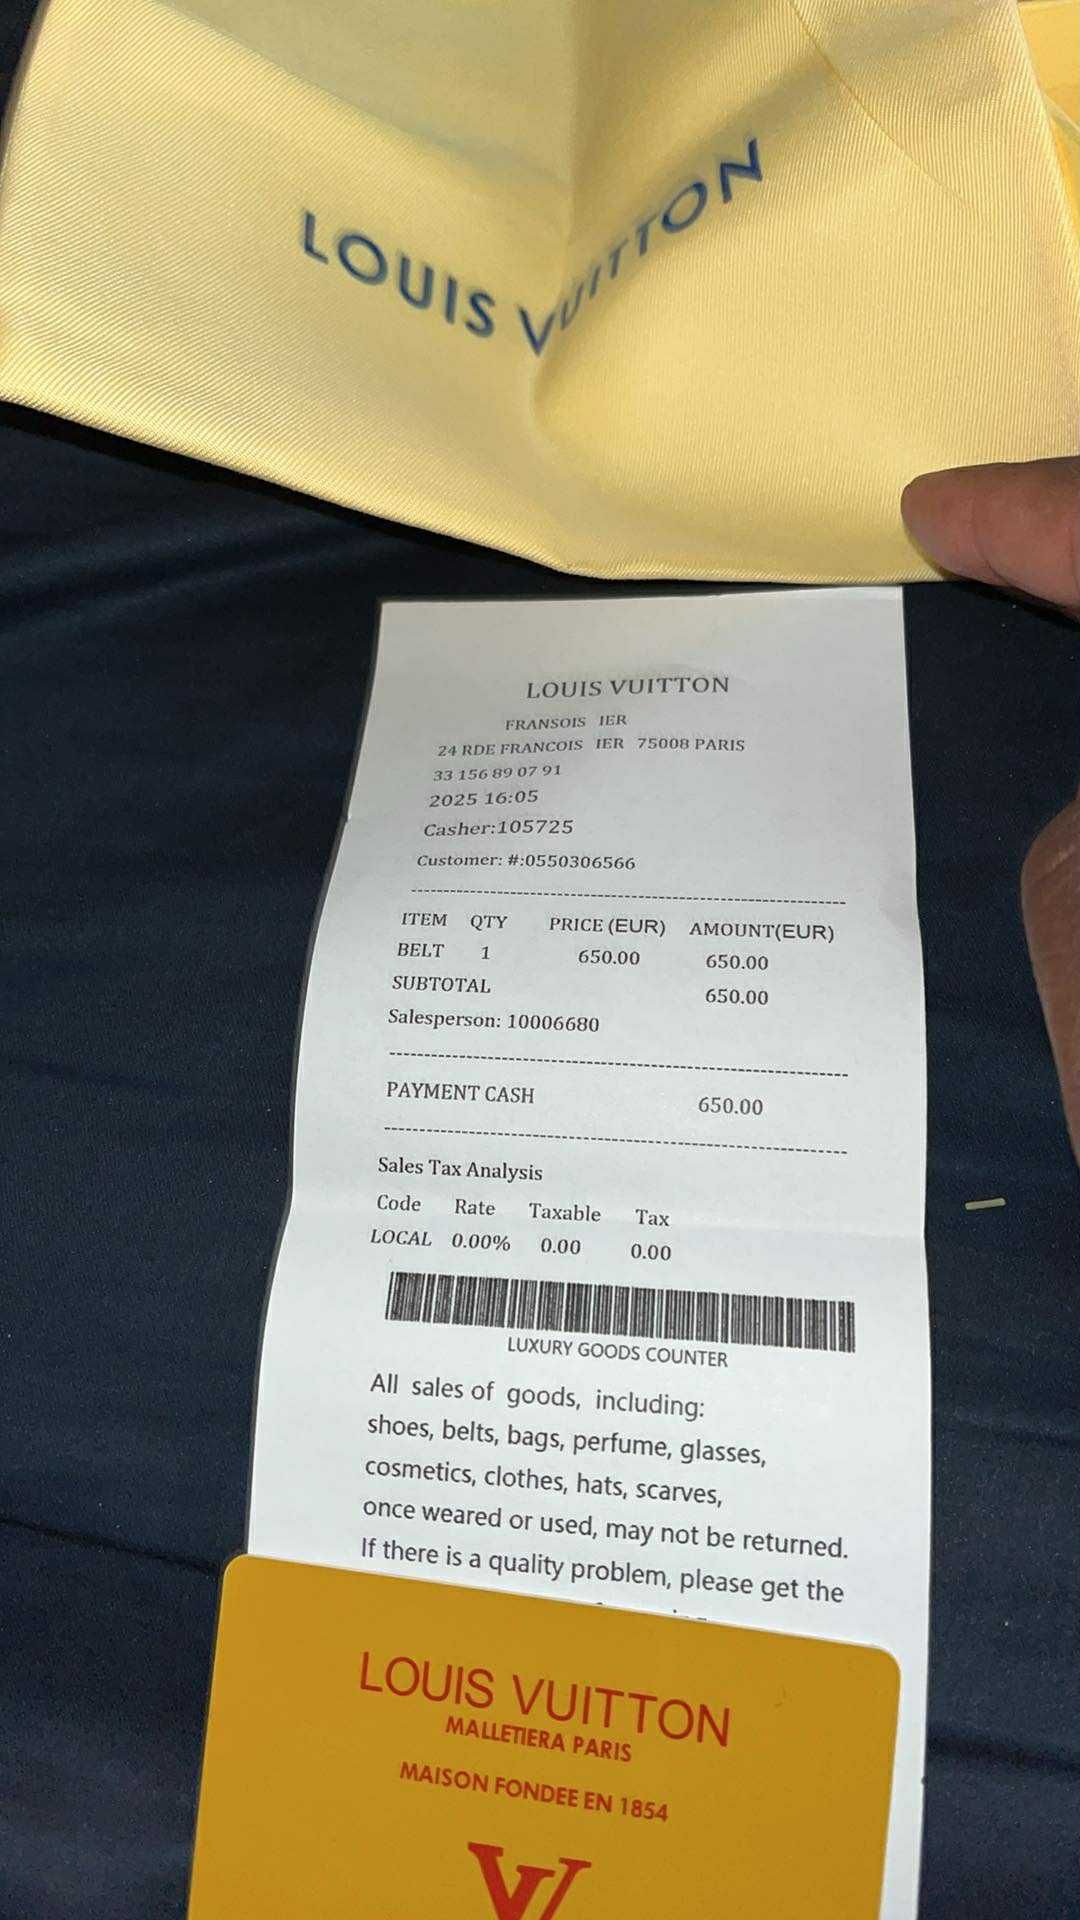 LOUIS VUITTON
LOUIS VUITTON
FRANSOIS IER
24 RDE FRANCOIS IER 75008 PARIS
33 156 89 07 91
2025 16:05
Casher:105725
Customer: #:0550306566
ITEM QTY PRICE (EUR) AMOUNT(EUR)
BELT 1 650.00 650.00
SUBTOTAL 650.00
Salesperson: 10006680
PAYMENT CASH 650.00
Sales Tax Analysis
Code Rate Taxable Tax
LOCAL 0.00% 0.00 0.00
LUXURY GOODS COUNTER
All sales of goods, including:
shoes, belts, bags, perfume, glasses,
cosmetics, clothes, hats, scarves,
once weared or used, may not be returned.
If there is a quality problem, please get the
LOUIS VUITTON
MALLETIERA PARIS
MAISON FONDEE EN 1854
LV